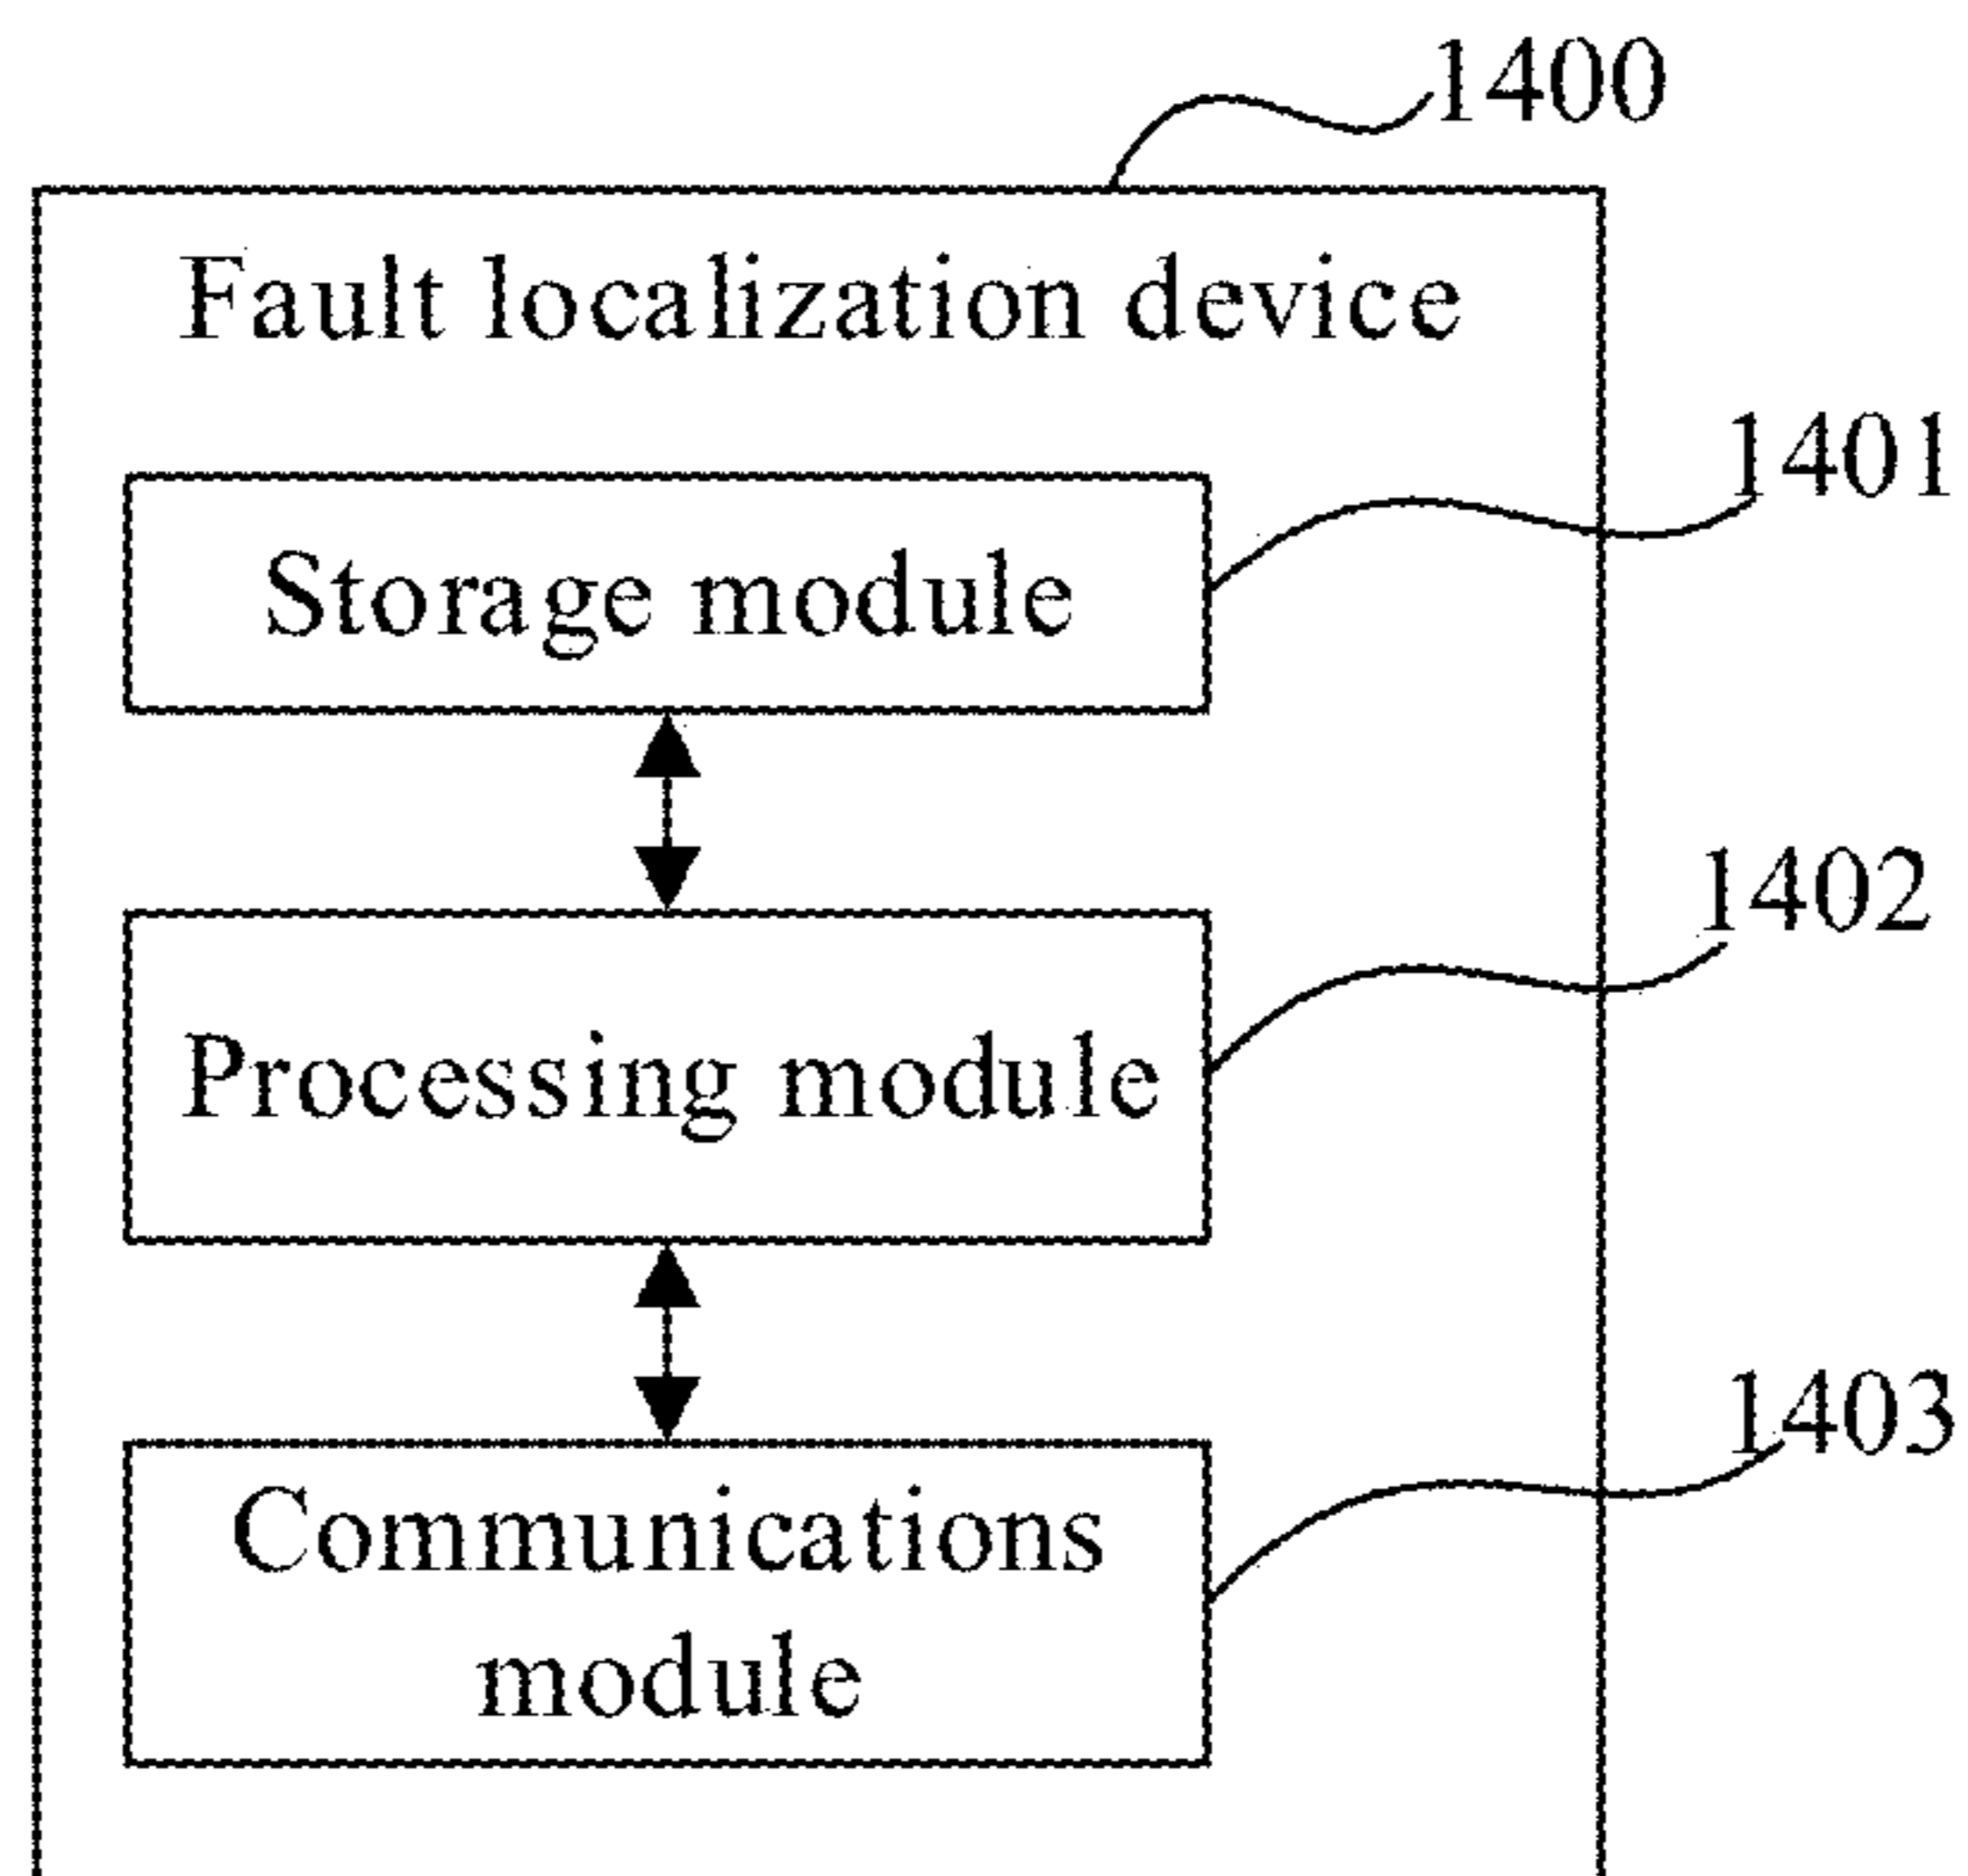 1400
Fault localization device
1401
Storage module
1402
Processing module
1403
Communications
module